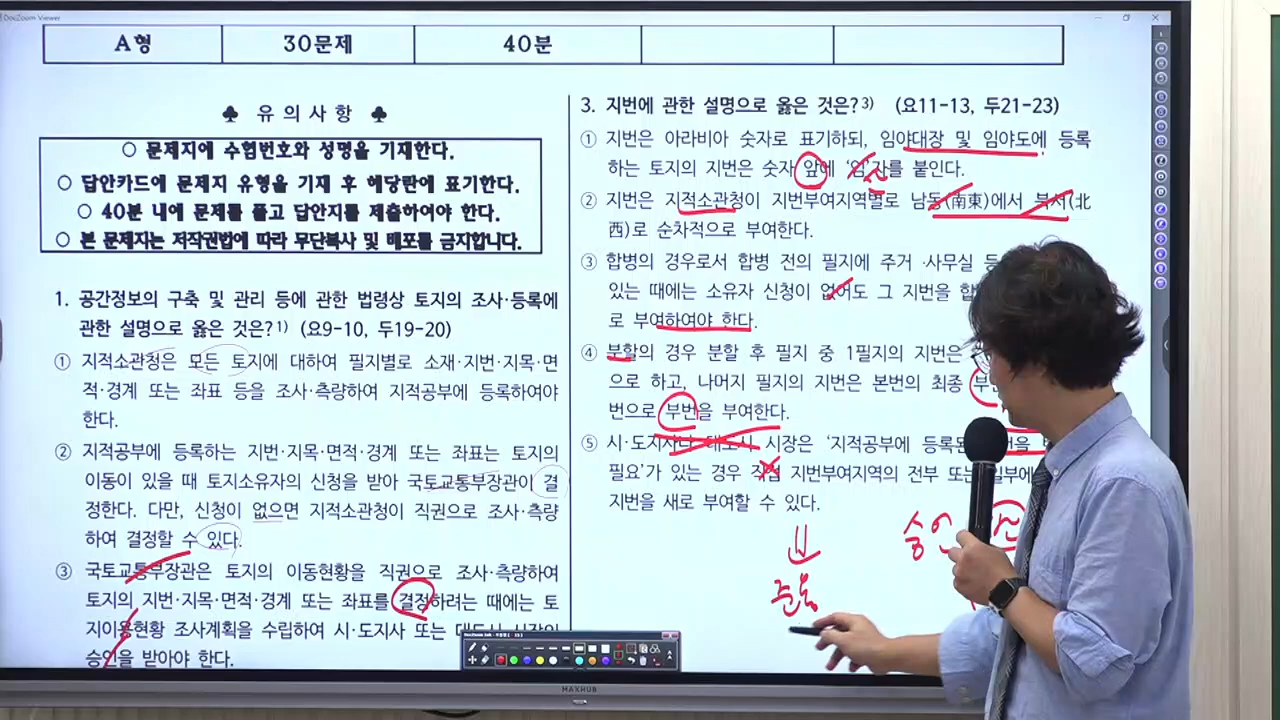 DocZoom Viewer
A형 30문제 40분
♣ 유의사항 ♣
○ 문제지에 수험번호와 성명을 기재한다.
○ 답안카드에 문제지 유형을 기재 후 해당란에 표기한다.
○ 40분 내에 문제를 풀고 답안지를 제출하여야 한다.
○ 본 문제지는 저작권법에 따라 무단복사 및 배포를 금지합니다.
1. 공간정보의 구축 및 관리 등에 관한 법령상 토지의 조사·등록에
관한 설명으로 옳은 것은?1) (요9-10, 두19-20)
① 지적소관청은 모든 토지에 대하여 필지별로 소재·지번·지목·면
적·경계 또는 좌표 등을 조사·측량하여 지적공부에 등록하여야
한다.
② 지적공부에 등록하는 지번·지목·면적·경계 또는 좌표는 토지의
이동이 있을 때 토지소유자의 신청을 받아 국토교통부장관이 결
정한다. 다만, 신청이 없으면 지적소관청이 직권으로 조사·측량
하여 결정할 수 있다.
③ 국토교통부장관은 토지의 이동현황을 직권으로 조사·측량하여
토지의 지번·지목·면적·경계 또는 좌표를 결정하려는 때에는 토
지이용현황 조사계획을 수립하여 시·도지사 또는 대도시 시장의
승인을 받아야 한다.
3. 지번에 관한 설명으로 옳은 것은?3) (요11-13, 두21-23)
① 지번은 아라비아 숫자로 표기하되, 임야대장 및 임야도에 등록
하는 토지의 지번은 숫자 앞에 '임'자를 붙인다.
산
② 지번은 지적소관청이 지번부여지역별로 남동(南東)에서 북서(北
西)로 순차적으로 부여한다.
③ 합병의 경우로서 합병 전의 필지에 주거·사무실 등
있는 때에는 소유자 신청이 없어도 그 지번을 합
로 부여하여야 한다.
④ 분할의 경우 분할 후 필지 중 1필지의 지번은
으로 하고, 나머지 필지의 지번은 본번의 최종 부
번으로 부번을 부여한다.
⑤ 시·도지사나 대도시 시장은 '지적공부에 등록된
필요'가 있는 경우 직접 지번부여지역의 전부 또는 일부에
지번을 새로 부여할 수 있다.
승인
준용
MAXHUB